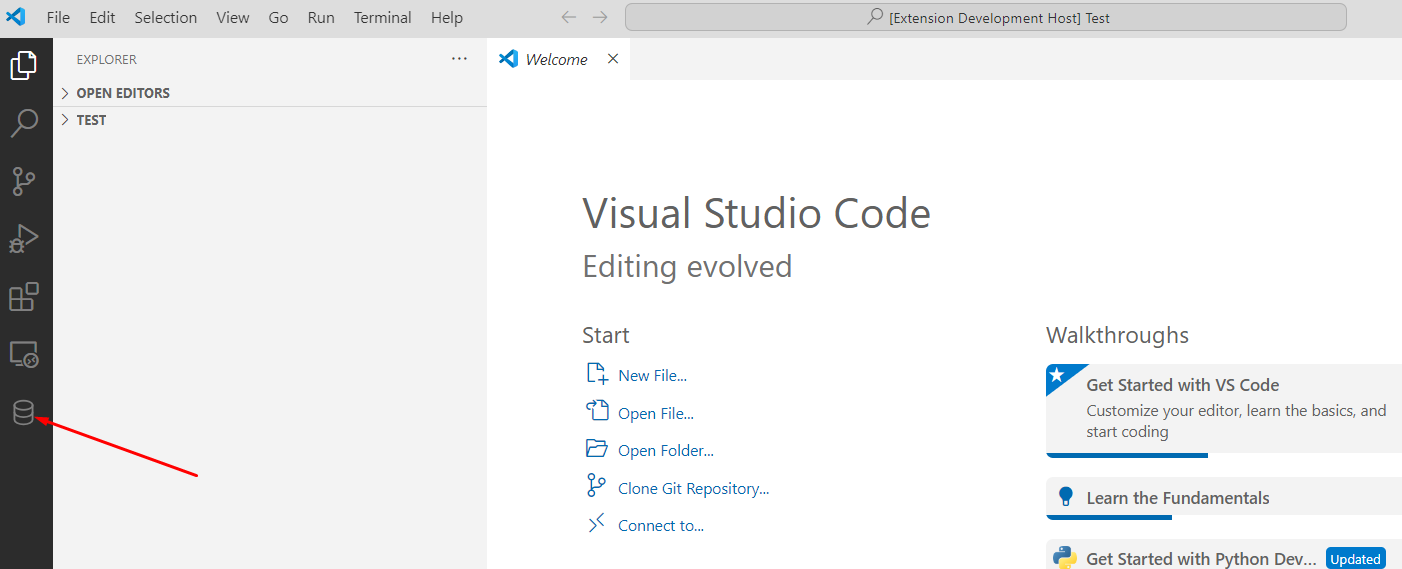 File Edit Selection View Go Run Terminal Help
[Extension Development Host] Test
EXPLORER
Welcome
OPEN EDITORS
TEST
Visual Studio Code
Editing evolved
Start
New File...
Open File...
Open Folder...
Clone Git Repository...
Connect to...
Walkthroughs
Get Started with VS Code
Customize your editor, learn the basics, and
start coding
Learn the Fundamentals
Get Started with Python Dev... Updated